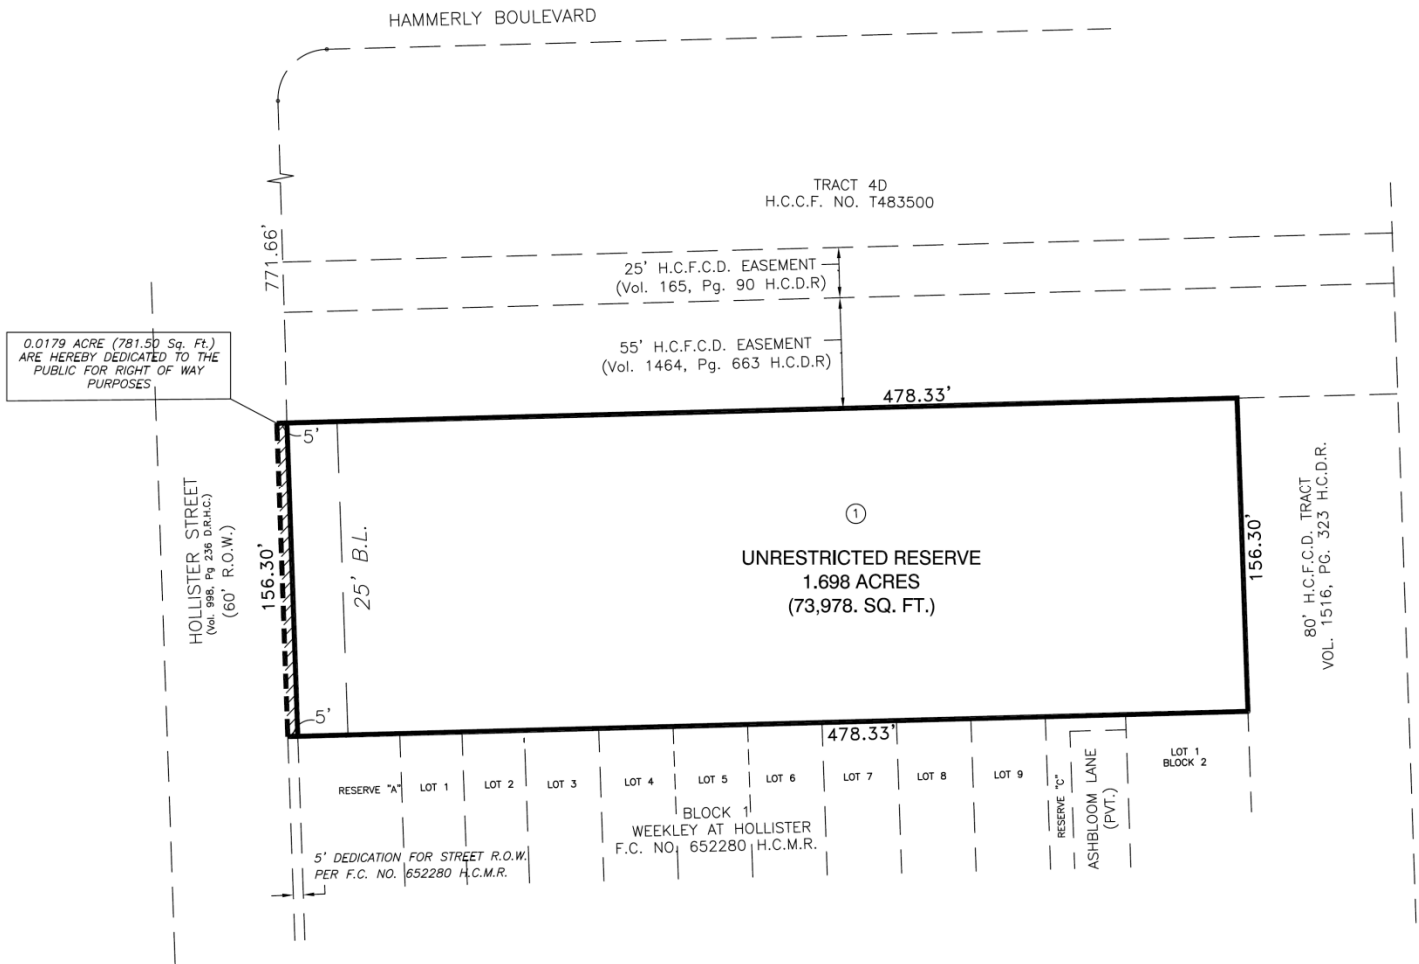 HAMMERLY BOULEVARD
TRACT 4D
H.C.C.F. NO. T483500
771.66'
25' H.C.F.C.D. EASEMENT
(Vol. 165, Pg. 90 H.C.D.R)
55' H.C.F.C.D. EASEMENT
(Vol. 1464, Pg. 663 H.C.D.R)
0.0179 ACRE (781.50 Sq. Ft.)
ARE HEREBY DEDICATED TO THE
PUBLIC FOR RIGHT OF WAY
PURPOSES
478.33'
5'
HOLLISTER STREET
(Vol. 998, Pg 236 D.R.H.C.)
(60' R.O.W.)
156.30'
25' B.L.
1
UNRESTRICTED RESERVE
1.698 ACRES
(73,978. SQ. FT.)
156.30'
80' H.C.F.C.D. TRACT
VOL. 1516, PG. 323 H.C.D.R.
5'
478.33'
RESERVE "A"
LOT 1
LOT 2
LOT 3
LOT 4
LOT 5
LOT 6
LOT 7
LOT 8
LOT 9
RESERVE "C"
ASHBLOOM LANE
(PVT.)
LOT 1
BLOCK 2
BLOCK 1
WEEKLEY AT HOLLISTER
F.C. NO. 652280 H.C.M.R.
5' DEDICATION FOR STREET R.O.W.
PER F.C. NO. 652280 H.C.M.R.